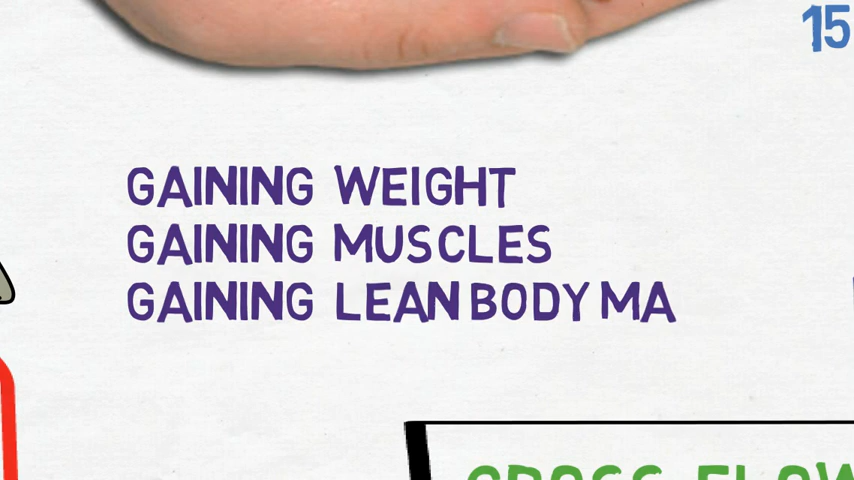 15
GAINING WEIGHT
GAINING MUSCLES
GAINING LEAN BODY MA